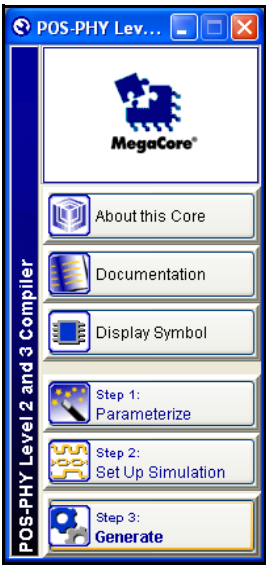 POS-PHY Lev...
MegaCore®
About this Core
Documentation
Display Symbol
Step 1:
Parameterize
Step 2:
Set Up Simulation
Step 3:
Generate
POS-PHY Level 2 and 3 Compiler